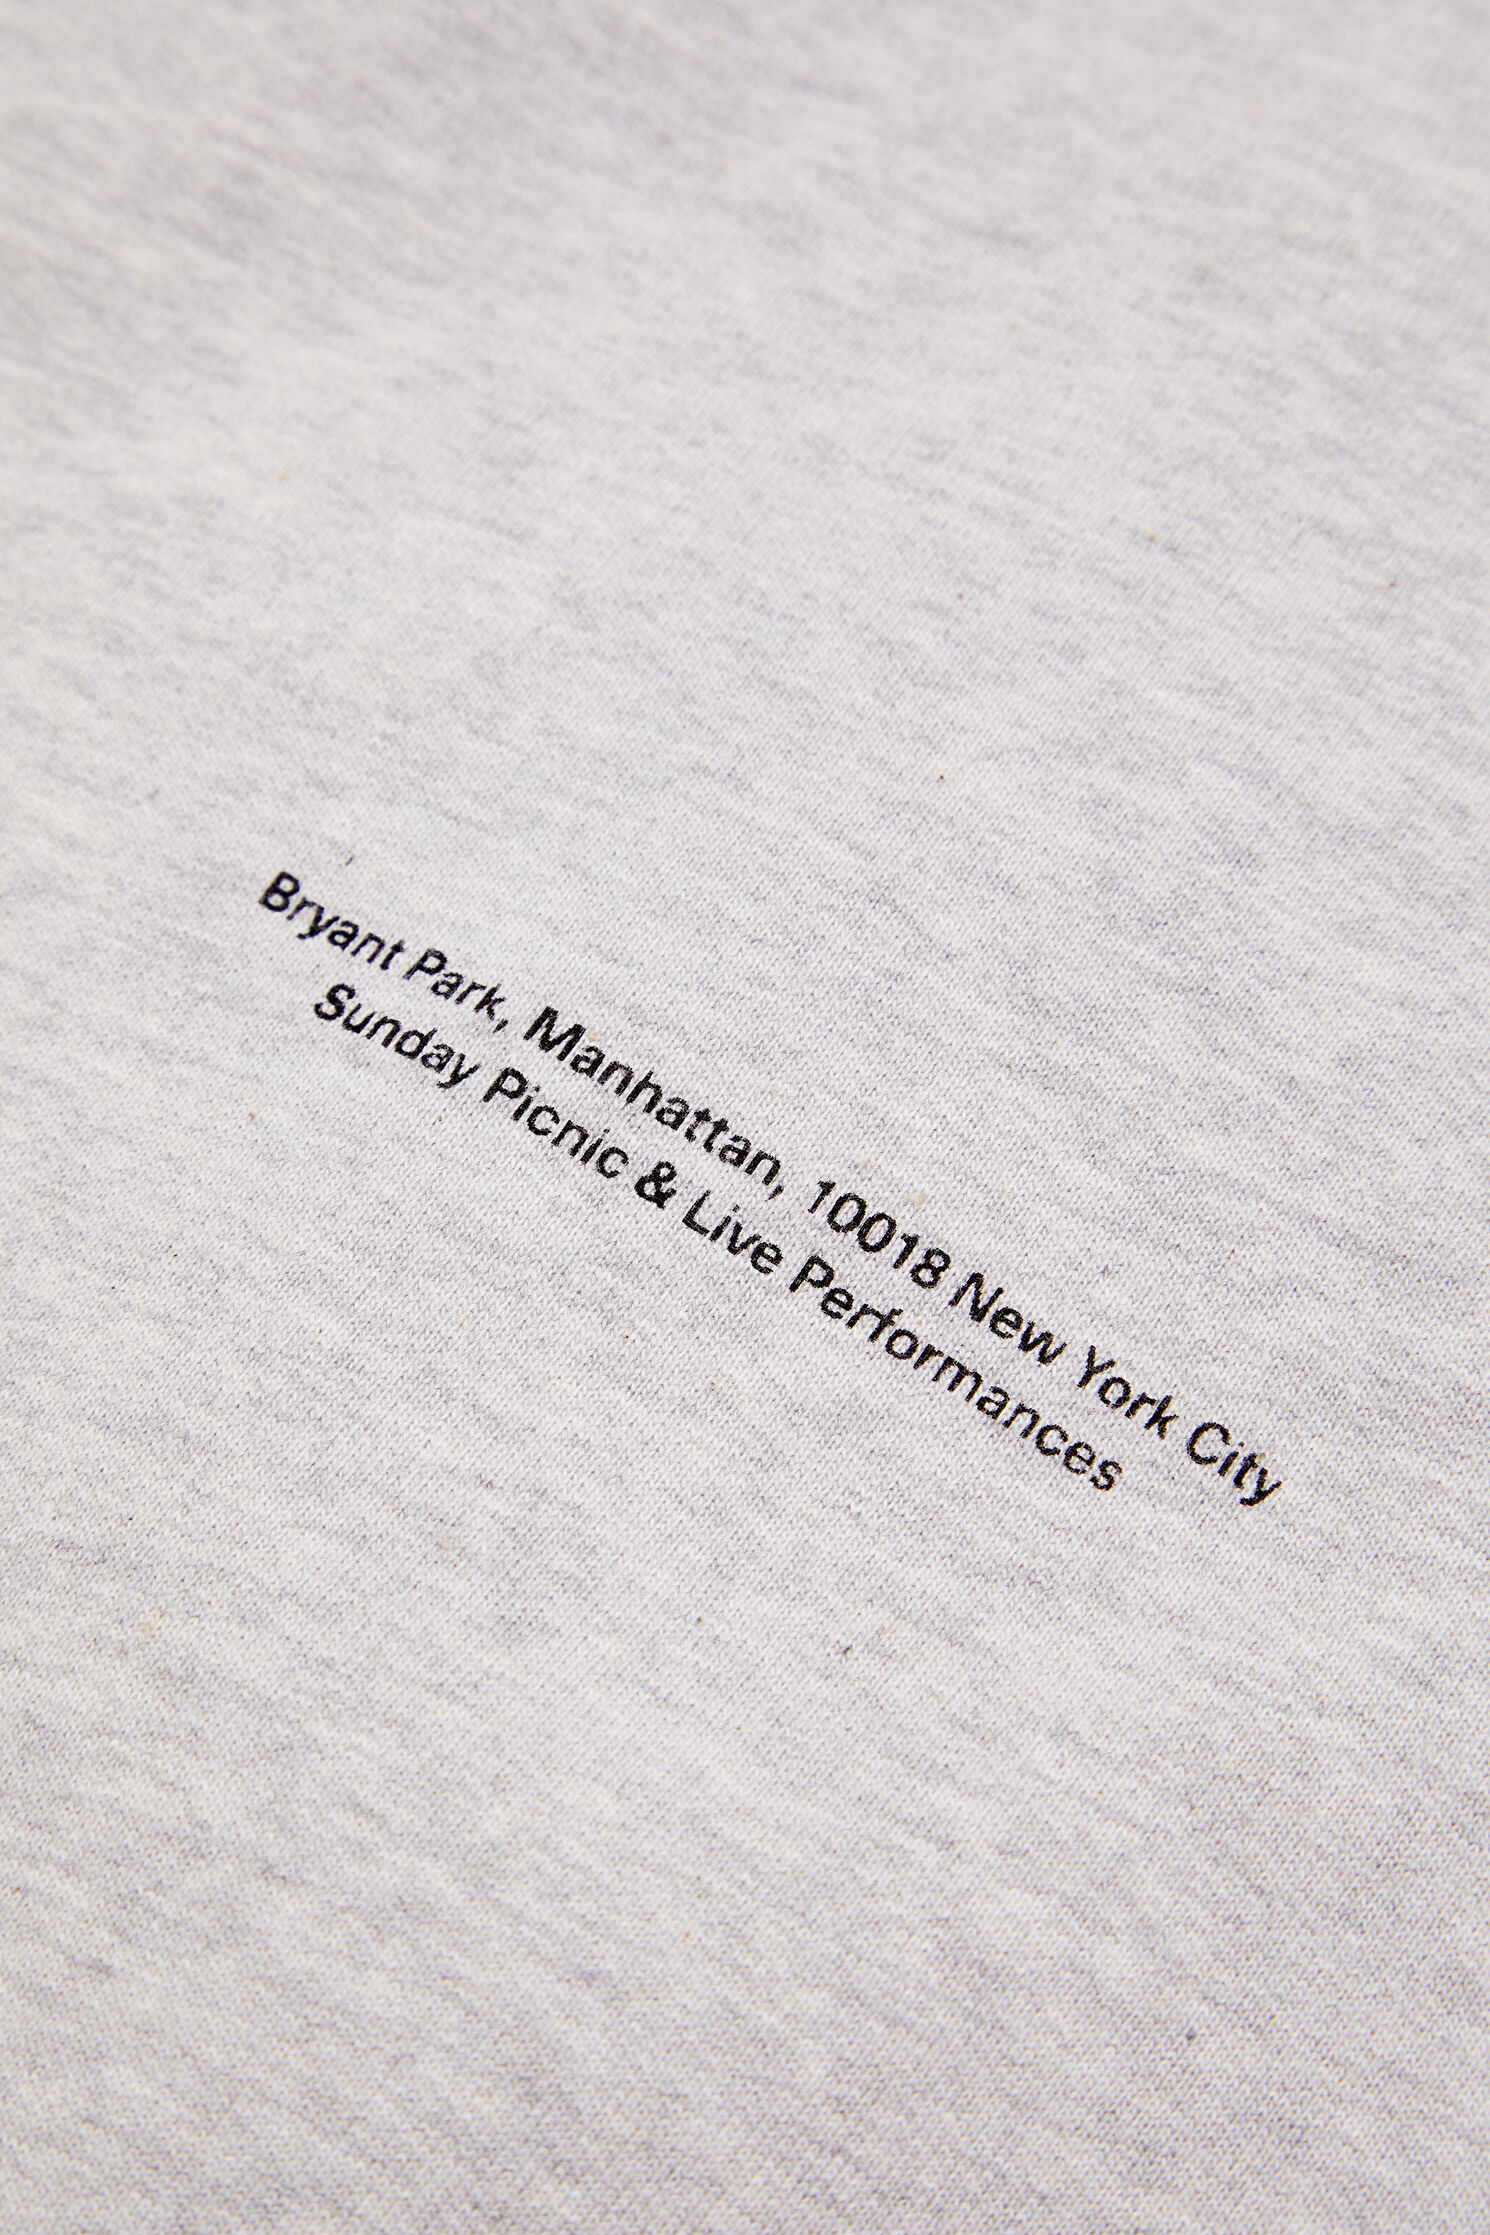 Bryant Park, Manhattan, 10018 New York City
Sunday Picnic & Live Performances